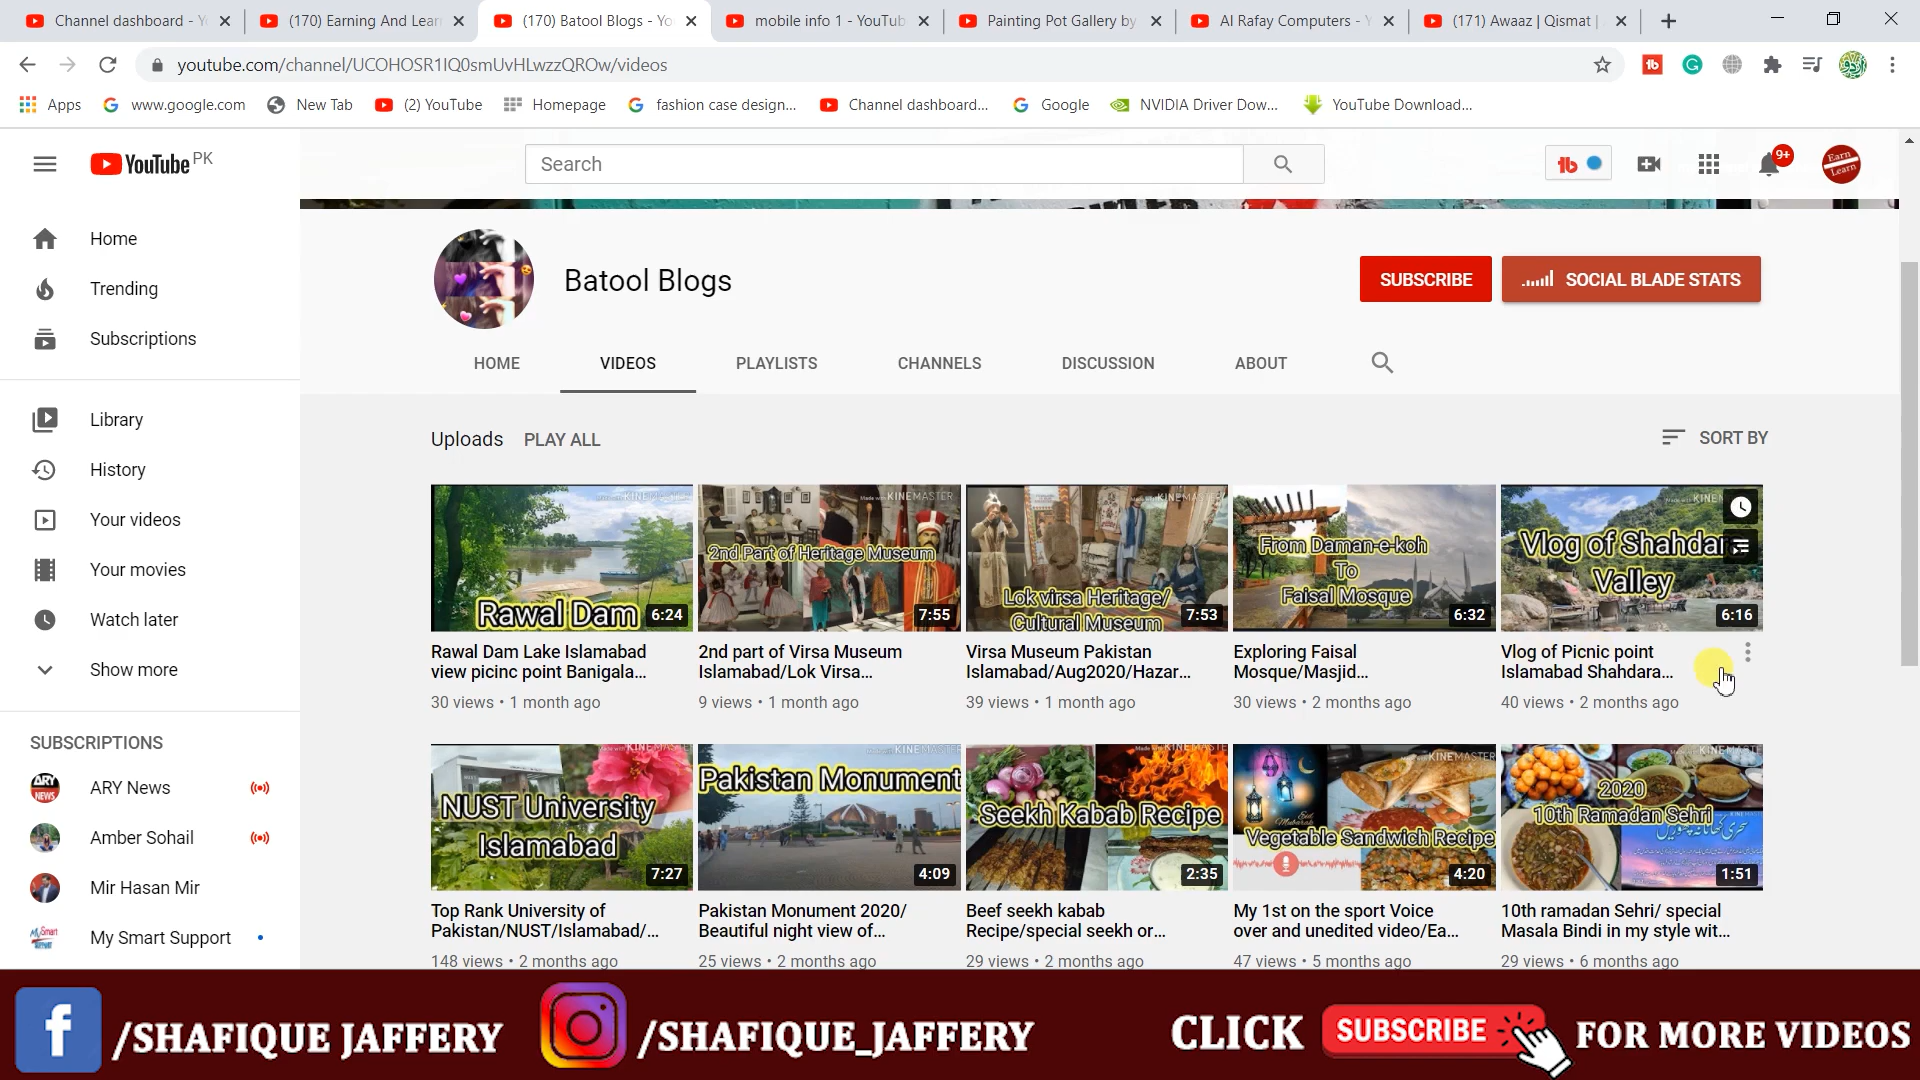 Channel dashboard - Y
(170) Earning And Lear
(170) Batool Blogs - Yo
mobile info 1 - YouTub
Painting Pot Gallery by
Al Rafay Computers - Y
(171) Awaaz | Qismat |
youtube.com/channel/UCOHOSR1IQ0smUvHLwzzQROw/videos
Apps
www.google.com
New Tab
(2) YouTube
Homepage
fashion case design...
Channel dashboard...
Google
NVIDIA Driver Dow...
YouTube Download...
YouTube PK
Search
9+
Earn Learn
Home
Trending
Subscriptions
Library
History
Your videos
Your movies
Watch later
Show more
SUBSCRIPTIONS
ARY News
Amber Sohail
Mir Hasan Mir
My Smart Support
Batool Blogs
SUBSCRIBE
SOCIAL BLADE STATS
HOME
VIDEOS
PLAYLISTS
CHANNELS
DISCUSSION
ABOUT
Uploads
PLAY ALL
SORT BY
Rawal Dam
6:24
Rawal Dam Lake Islamabad
view picinc point Banigala...
30 views • 1 month ago
Made with KINEMASTER
2nd Part of Heritage Museum
7:55
2nd part of Virsa Museum
Islamabad/Lok Virsa...
9 views • 1 month ago
Lok virsa Heritage/
Cultural Museum
7:53
Virsa Museum Pakistan
Islamabad/Aug2020/Hazar...
39 views • 1 month ago
From Daman-e-koh
To
Faisal Mosque
6:32
Exploring Faisal
Mosque/Masjid...
30 views • 2 months ago
Vlog of Shahdar
Valley
6:16
Vlog of Picnic point
Islamabad Shahdara...
40 views • 2 months ago
NUST University
Islamabad
7:27
Top Rank University of
Pakistan/NUST/Islamabad/...
148 views • 2 months ago
Pakistan Monument
4:09
Pakistan Monument 2020/
Beautiful night view of...
25 views • 2 months ago
Seekh Kabab Recipe
2:35
Beef seekh kabab
Recipe/special seekh or...
29 views • 2 months ago
Vegetable Sandwich Recipe
4:20
My 1st on the sport Voice
over and unedited video/Ea...
47 views • 5 months ago
2020
10th Ramadan Sehri
1:51
10th ramadan Sehri/ special
Masala Bindi in my style wit...
29 views • 6 months ago
/SHAFIQUE JAFFERY
/SHAFIQUE_JAFFERY
CLICK SUBSCRIBE FOR MORE VIDEOS